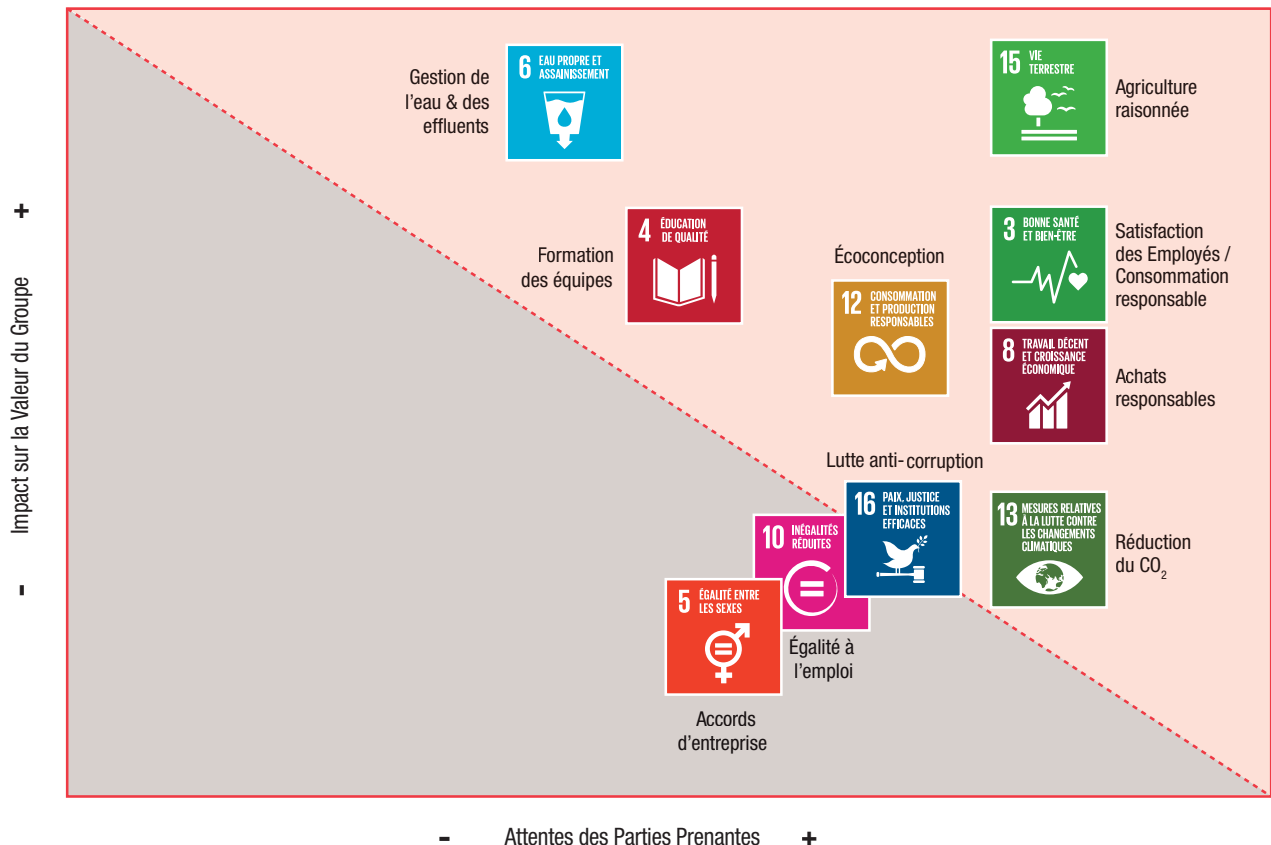 6 EAU PROPRE ET
ASSAINISSEMENT
Gestion de
l'eau & des
effluents
15 VIE
TERRESTRE
Agriculture
raisonnée
4 ÉDUCATION
DE QUALITÉ
Formation
des équipes
Écoconception
12 CONSOMMATION
ET PRODUCTION
RESPONSABLES
3 BONNE SANTÉ
ET BIEN-ÊTRE
Satisfaction
des Employés /
Consommation
responsable
8 TRAVAIL DÉCENT
ET CROISSANCE
ÉCONOMIQUE
Achats
responsables
Lutte anti-corruption
16 PAIX, JUSTICE
ET INSTITUTIONS
EFFICACES
13 MESURES RELATIVES
À LA LUTTE CONTRE
LES CHANGEMENTS
CLIMATIQUES
Réduction
du CO₂
10 INÉGALITÉS
RÉDUITES
Égalité à
l'emploi
5 ÉGALITÉ ENTRE
LES SEXES
Accords
d'entreprise
- Impact sur la Valeur du Groupe +
- Attentes des Parties Prenantes +